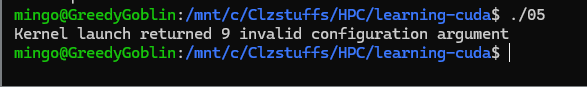 mingo@GreedyGoblin:/mnt/c/Clzstuffs/HPC/learning-cuda$ ./05
Kernel launch returned 9 invalid configuration argument
mingo@GreedyGoblin:/mnt/c/Clzstuffs/HPC/learning-cuda$